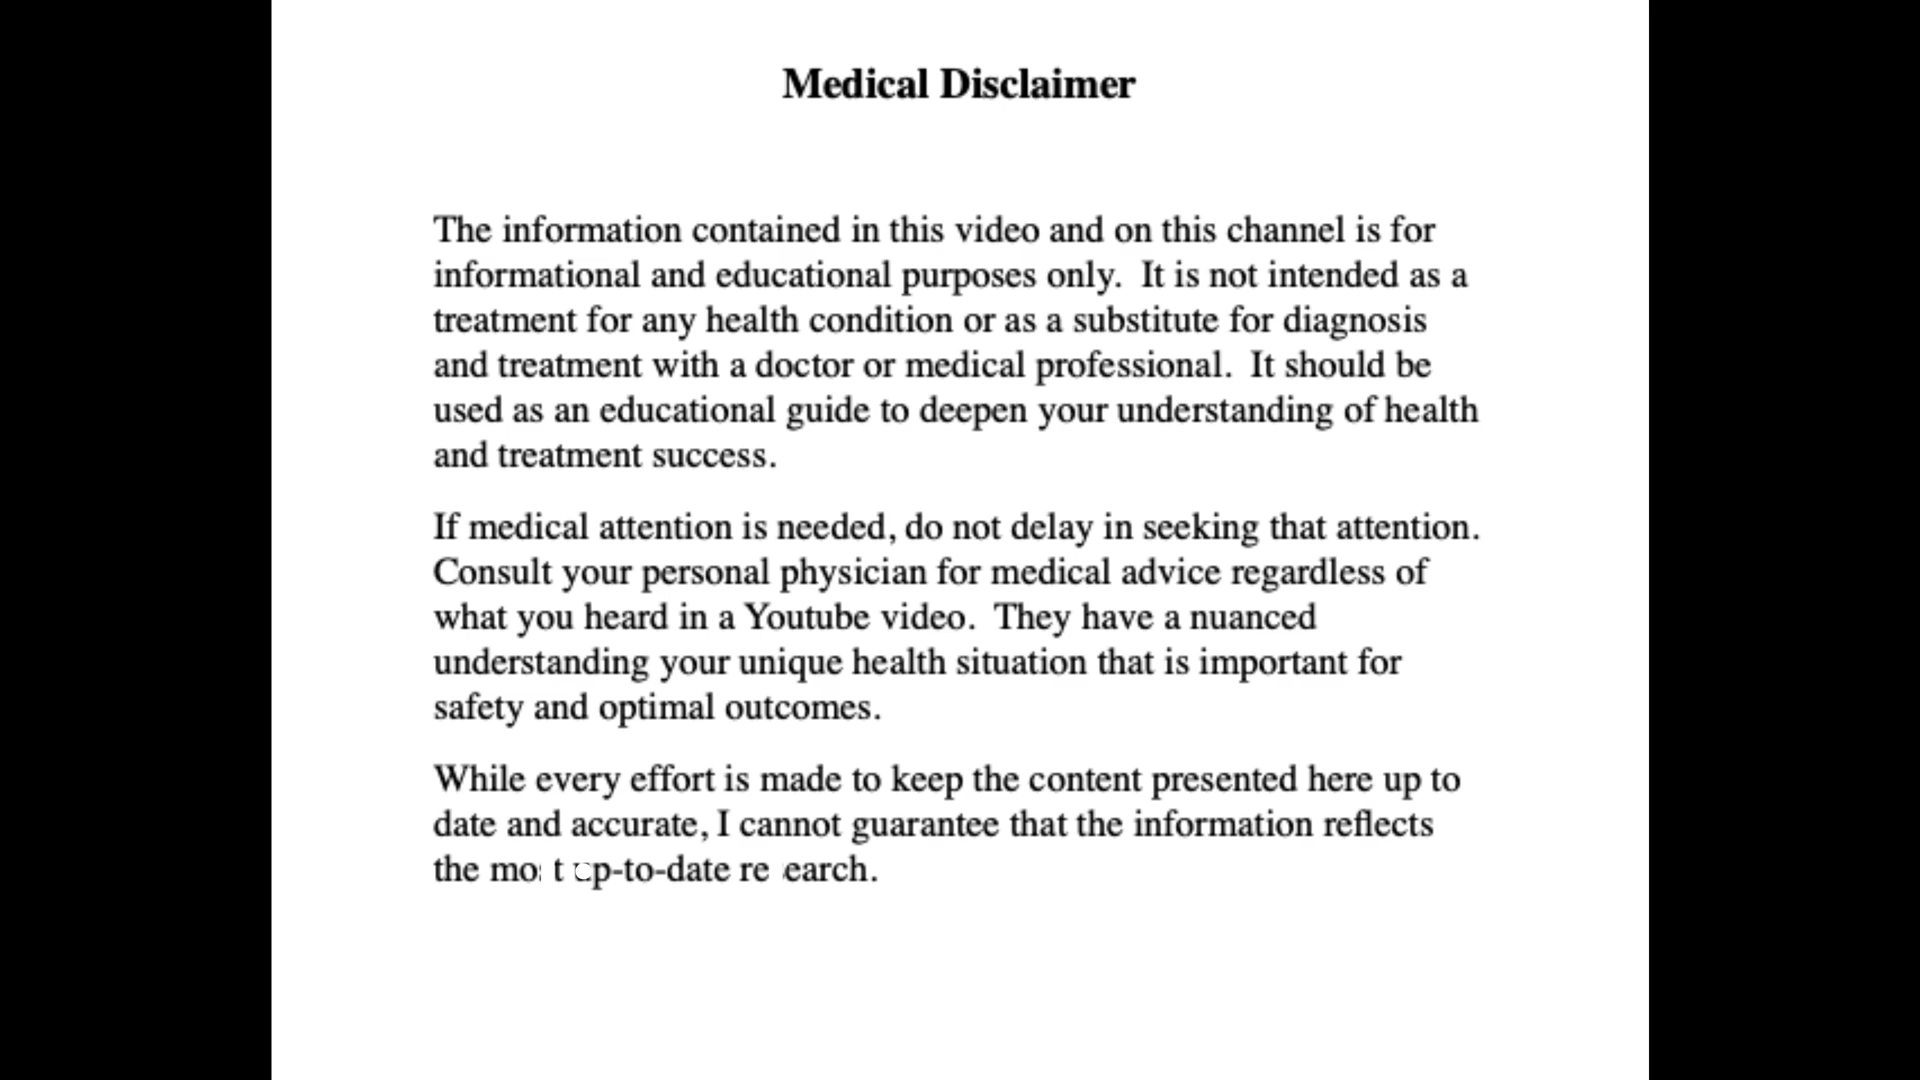 Medical Disclaimer
The information contained in this video and on this channel is for
informational and educational purposes only. It is not intended as a
treatment for any health condition or as a substitute for diagnosis
and treatment with a doctor or medical professional. It should be
used as an educational guide to deepen your understanding of health
and treatment success.
If medical attention is needed, do not delay in seeking that attention.
Consult your personal physician for medical advice regardless of
what you heard in a Youtube video. They have a nuanced
understanding your unique health situation that is important for
safety and optimal outcomes.
While every effort is made to keep the content presented here up to
date and accurate, I cannot guarantee that the information reflects
the most up-to-date research.